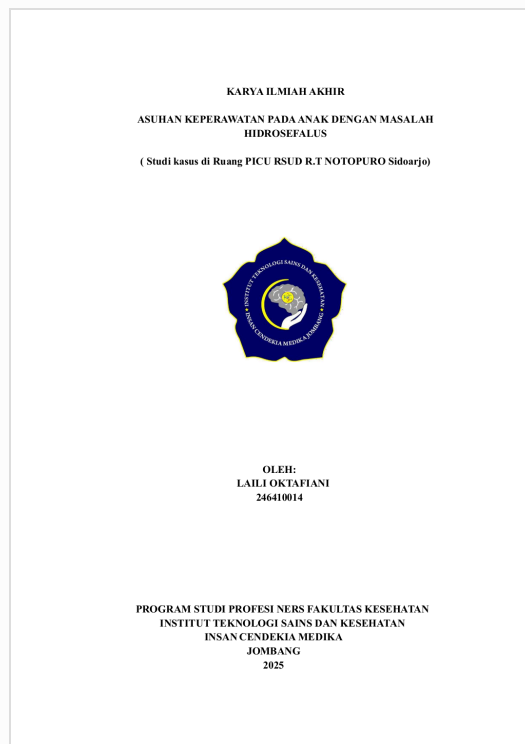 KARYA ILMIAH AKHIR
ASUHAN KEPERAWATAN PADA ANAK DENGAN MASALAH
HIDROSEFALUS
( Studi kasus di Ruang PICU RSUD R.T NOTOPURO Sidoarjo)
INSTITUT TEKNOLOGI SAINS DAN KESEHATAN
INSAN CENDEKIA MEDIKA JOMBANG
OLEH:
LAILI OKTAFIANI
246410014
PROGRAM STUDI PROFESI NERS FAKULTAS KESEHATAN
INSTITUT TEKNOLOGI SAINS DAN KESEHATAN
INSAN CENDEKIA MEDIKA
JOMBANG
2025